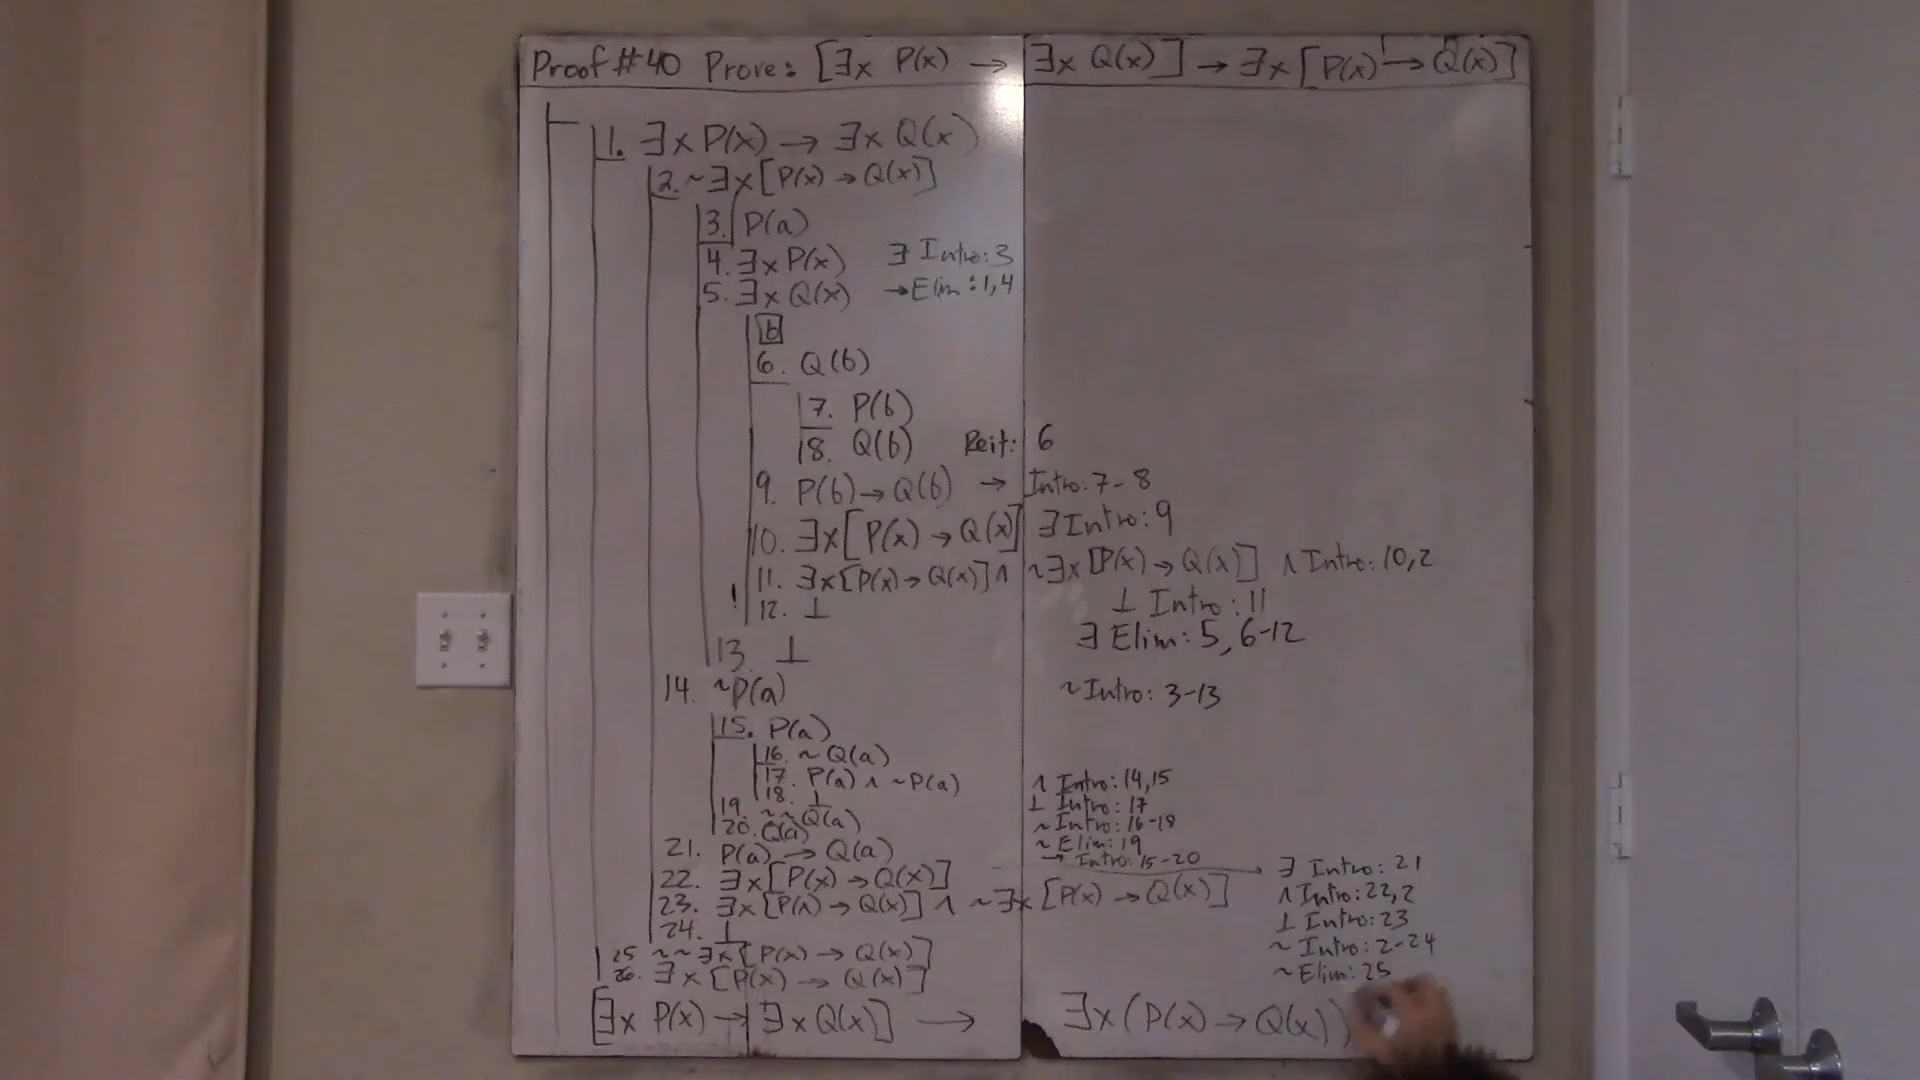 Proof #40 Prove: [∃x P(x) → ∃x Q(x)] → ∃x [P(x) → Q(x)]
1. ∃x P(x) → ∃x Q(x)
2. ~∃x [P(x) → Q(x)]
3. P(a)
4. ∃x P(x) ∃ Intro: 3
5. ∃x Q(x) → Elim: 1,4
b
6. Q(b)
7. P(b)
8. Q(b) Reit: 6
9. P(b) → Q(b) → Intro: 7-8
10. ∃x [P(x) → Q(x)] ∃ Intro: 9
11. ∃x [P(x) → Q(x)] ∧ ~∃x [P(x) → Q(x)] ∧ Intro: 10,2
12. ⊥ ⊥ Intro: 11
13. ⊥ ∃ Elim: 5, 6-12
14. ~P(a) ~Intro: 3-13
15. P(a)
16. ~Q(a)
17. P(a) ∧ ~P(a) ∧ Intro: 14,15
18. ⊥ ⊥ Intro: 17
19. ~~Q(a) ~ Intro: 16-18
20. Q(a) ~ Elim: 19
21. P(a) → Q(a) → Intro: 15-20
22. ∃x [P(x) → Q(x)] ∃ Intro: 21
23. ∃x [P(x) → Q(x)] ∧ ~∃x [P(x) → Q(x)] ∧ Intro: 22,2
24. ⊥ ⊥ Intro: 23
25 ~~∃x [P(x) → Q(x)] ~ Intro: 2-24
26. ∃x [P(x) → Q(x)] ~Elim: 25
[∃x P(x) → ∃x Q(x)] → ∃x (P(x) → Q(x))